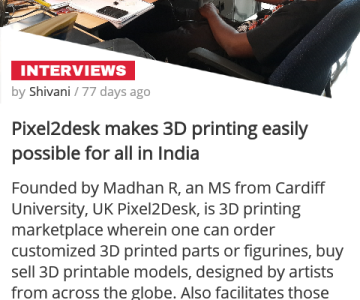 INTERVIEWS
by Shivani / 77 days ago
Pixel2desk makes 3D printing easily
possible for all in India
Founded by Madhan R, an MS from Cardiff
University, UK Pixel2Desk, is 3D printing
marketplace wherein one can order
customized 3D printed parts or figurines, buy
sell 3D printable models, designed by artists
from across the globe. Also facilitates those